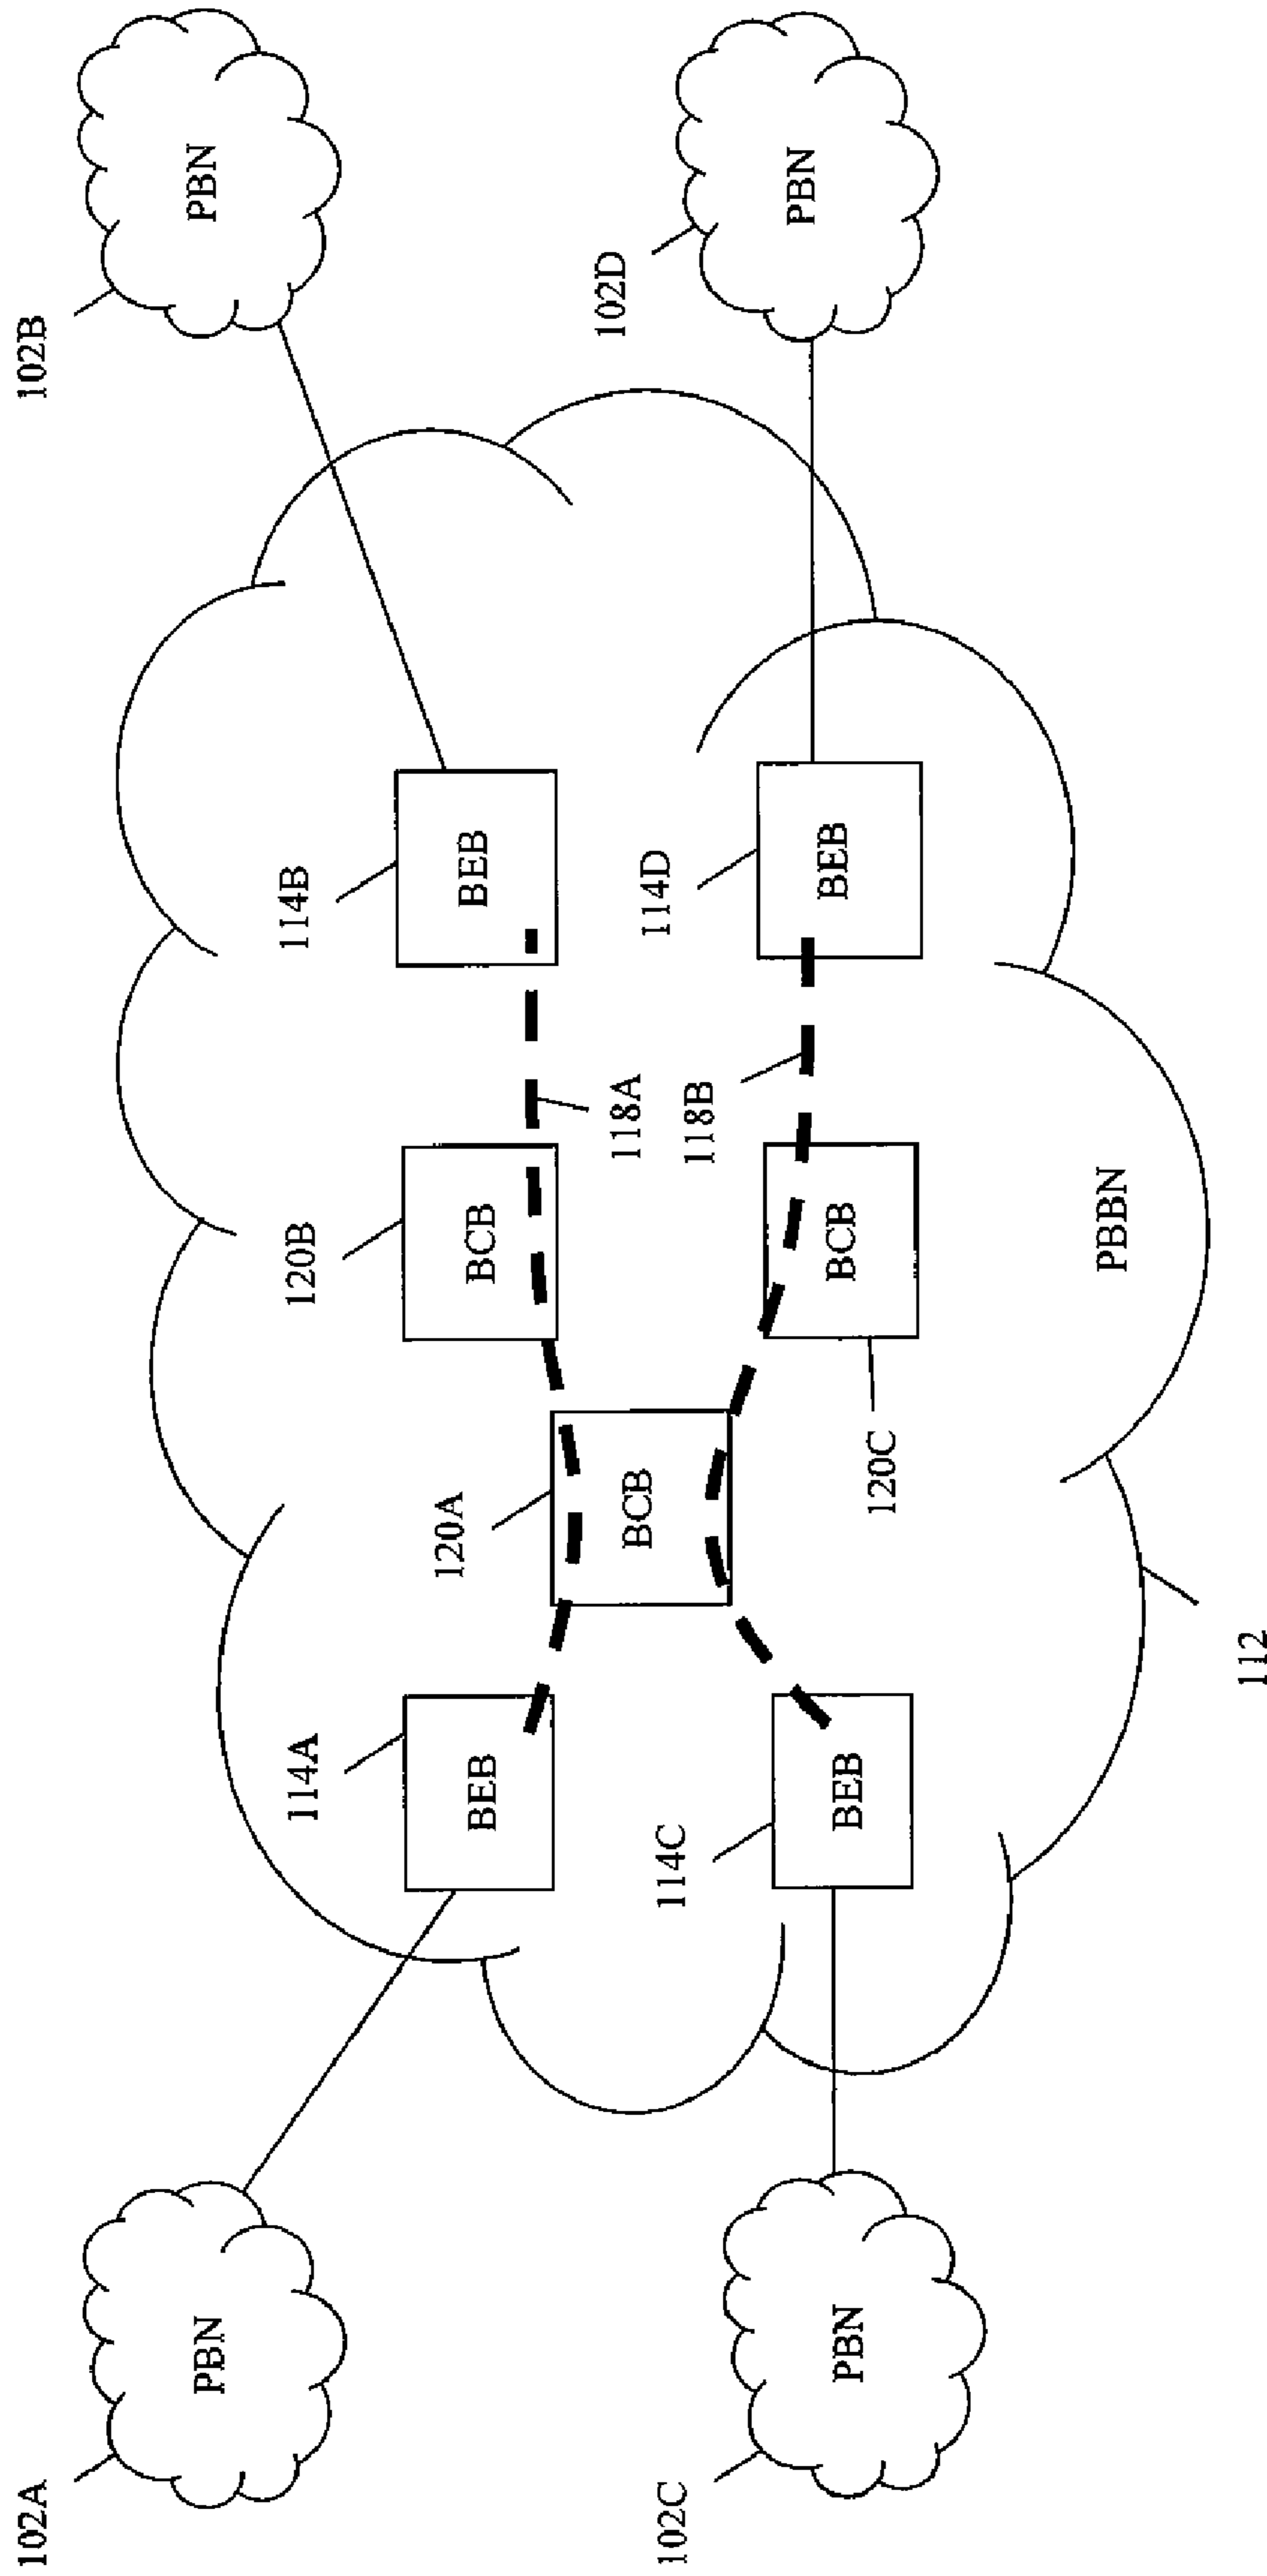 102A
PBN
102B
PBN
114A
BEB
120B
BCB
114B
BEB
120A
BCB
118A
118B
102C
PBN
114C
BEB
120C
BCB
114D
BEB
102D
PBN
PBBN
112